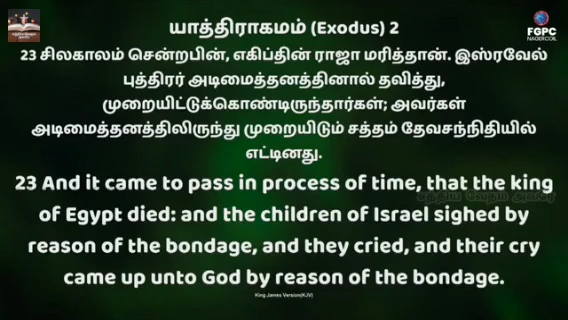 யாத்திராகமம் (Exodus) 2
FGPC
NAGERCOIL
23 சிலகாலம் சென்றபின், எகிப்தின் ராஜா மரித்தான். இஸ்ரவேல்
புத்திரர் அடிமைத்தனத்தினால் தவித்து,
முறையிட்டுக்கொண்டிருந்தார்கள்; அவர்கள்
அடிமைத்தனத்திலிருந்து முறையிடும் சத்தம் தேவசந்நிதியில்
எட்டினது.
23 And it came to pass in process of time, that the king
of Egypt died: and the children of Israel sighed by
reason of the bondage, and they cried, and their cry
came up unto God by reason of the bondage.
King James Version(KJV)